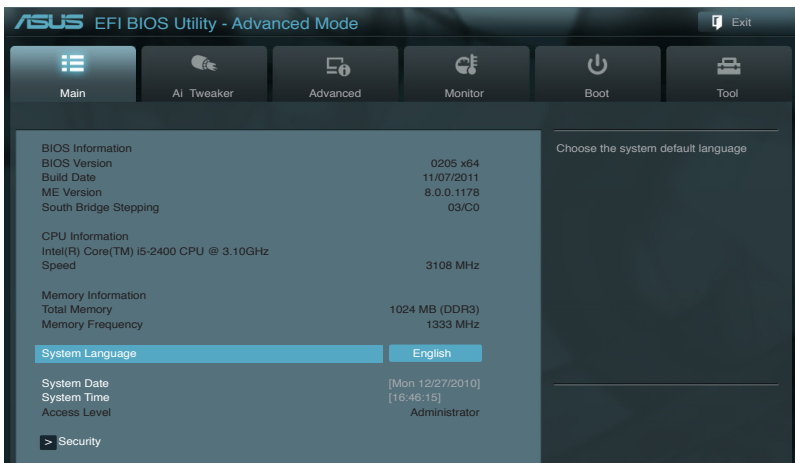 ASUS EFI BIOS Utility - Advanced Mode
Exit
Main Ai Tweaker Advanced Monitor Boot Tool
BIOS Information
BIOS Version 0205 x64
Build Date 11/07/2011
ME Version 8.0.0.1178
South Bridge Stepping 03/C0
CPU Information
Intel(R) Core(TM) i5-2400 CPU @ 3.10GHz
Speed 3108 MHz
Memory Information
Total Memory 1024 MB (DDR3)
Memory Frequency 1333 MHz
System Language English
System Date [Mon 12/27/2010]
System Time [16:46:15]
Access Level Administrator
> Security
Choose the system default language